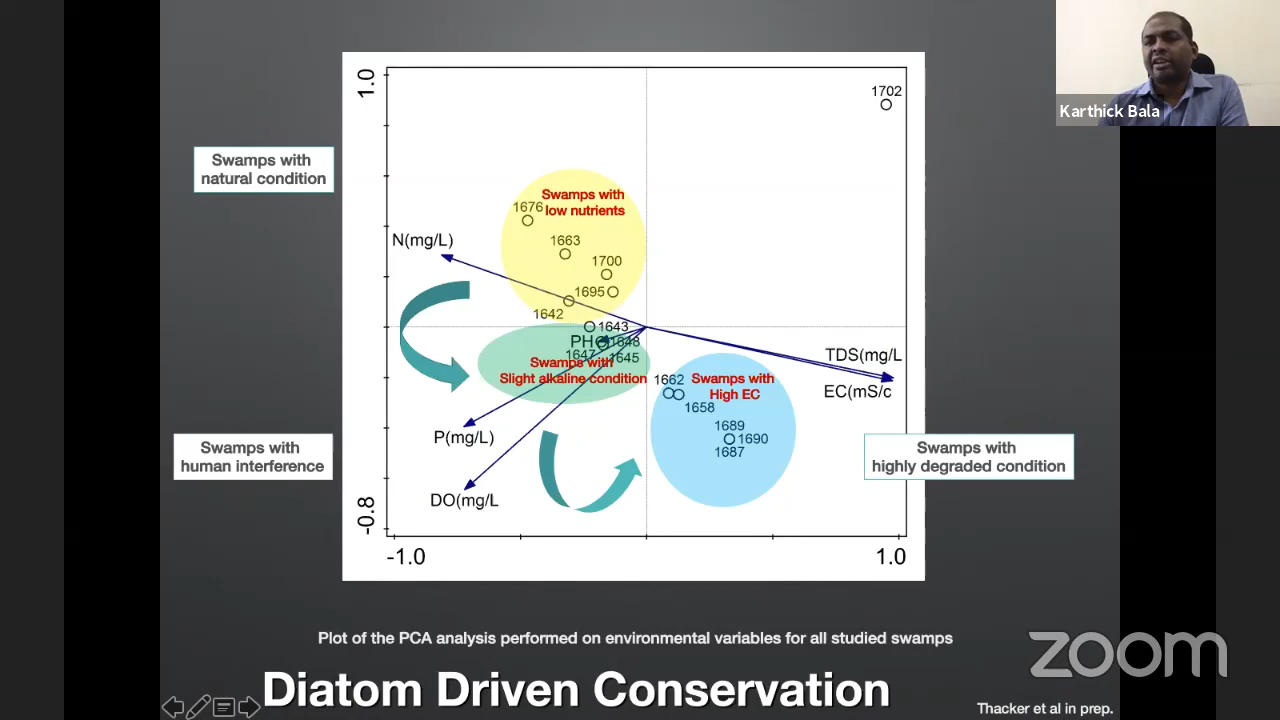 Karthick Bala
1.0
1702
Swamps with
natural condition
Swamps with
low nutrients
1676
N(mg/L)
1663
1700
1695
1642
1643
PH
1648
1647
1645
Swamps with
Slight alkaline condition
TDS(mg/L
EC(mS/c
1662
Swamps with
High EC
1658
1689
1690
1687
P(mg/L)
DO(mg/L
Swamps with
human interference
Swamps with
highly degraded condition
-0.8
-1.0
1.0
Plot of the PCA analysis performed on environmental variables for all studied swamps
zoom
Diatom Driven Conservation
Thacker et al in prep.